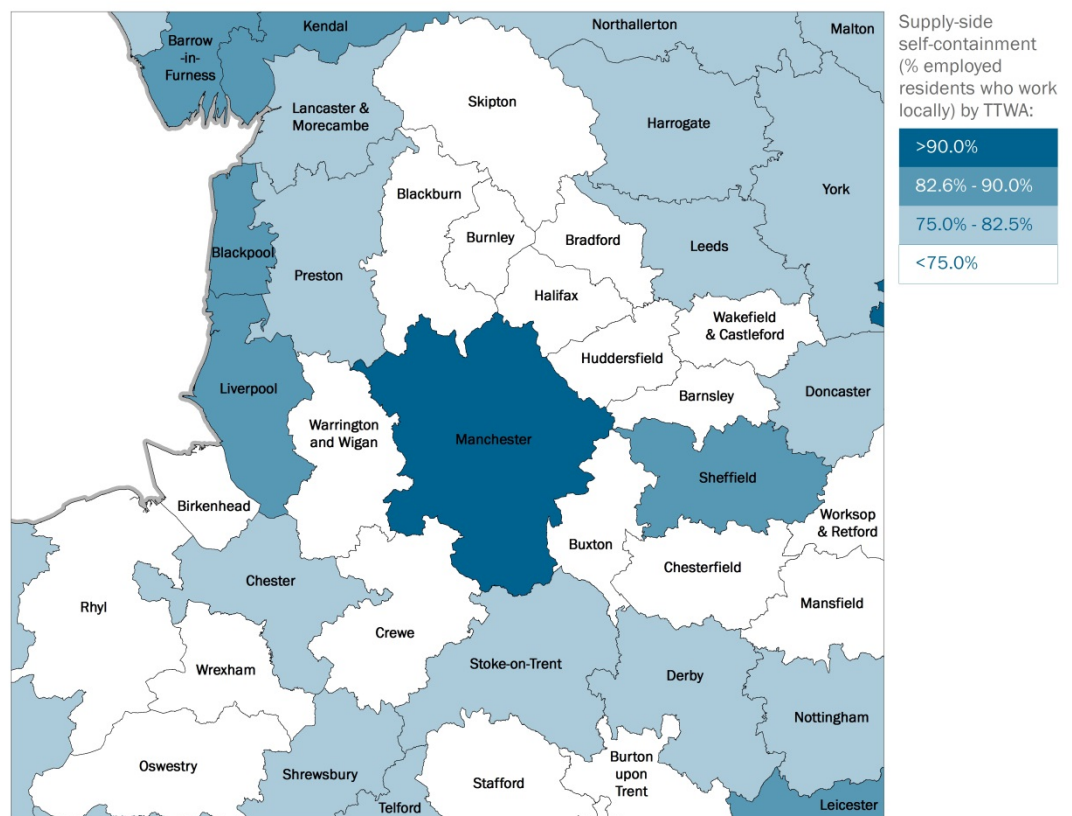 Kendal
Northallerton
Malton
Barrow
-in-
Furness
Lancaster &
Morecambe
Skipton
Harrogate
York
Blackburn
Burnley
Bradford
Leeds
Blackpool
Preston
Halifax
Wakefield
& Castleford
Huddersfield
Liverpool
Barnsley
Doncaster
Warrington
and Wigan
Manchester
Sheffield
Birkenhead
Worksop
& Retford
Buxton
Chesterfield
Chester
Mansfield
Rhyl
Crewe
Wrexham
Stoke-on-Trent
Derby
Nottingham
Oswestry
Shrewsbury
Stafford
Burton
upon
Trent
Telford
Leicester
Supply-side
self-containment
(% employed
residents who work
locally) by TTWA:
>90.0%
82.6% - 90.0%
75.0% - 82.5%
<75.0%